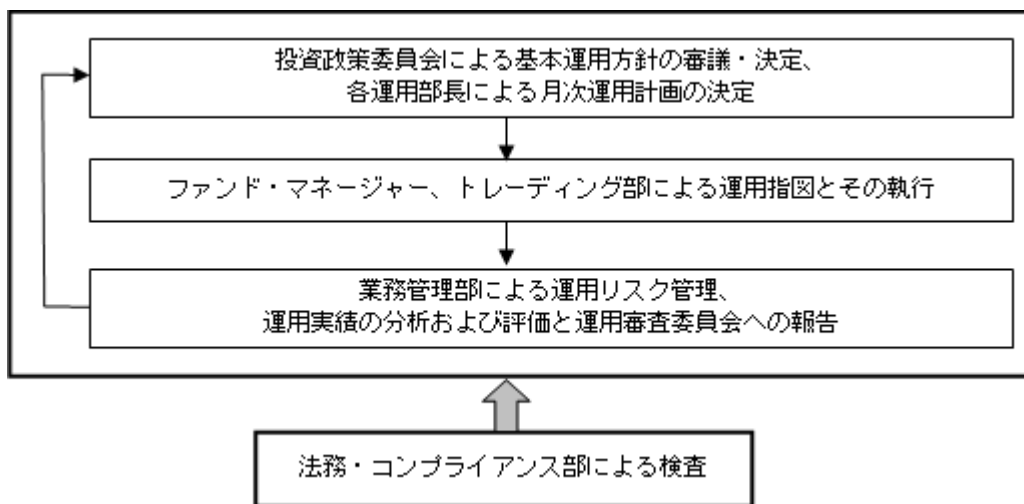 投資政策委員会による基本運用方針の審議・決定、
各運用部長による月次運用計画の決定
ファンド・マネージャー、トレーディング部による運用指図とその執行
業務管理部による運用リスク管理、
運用実績の分析および評価と運用審査委員会への報告
法務・コンプライアンス部による検査